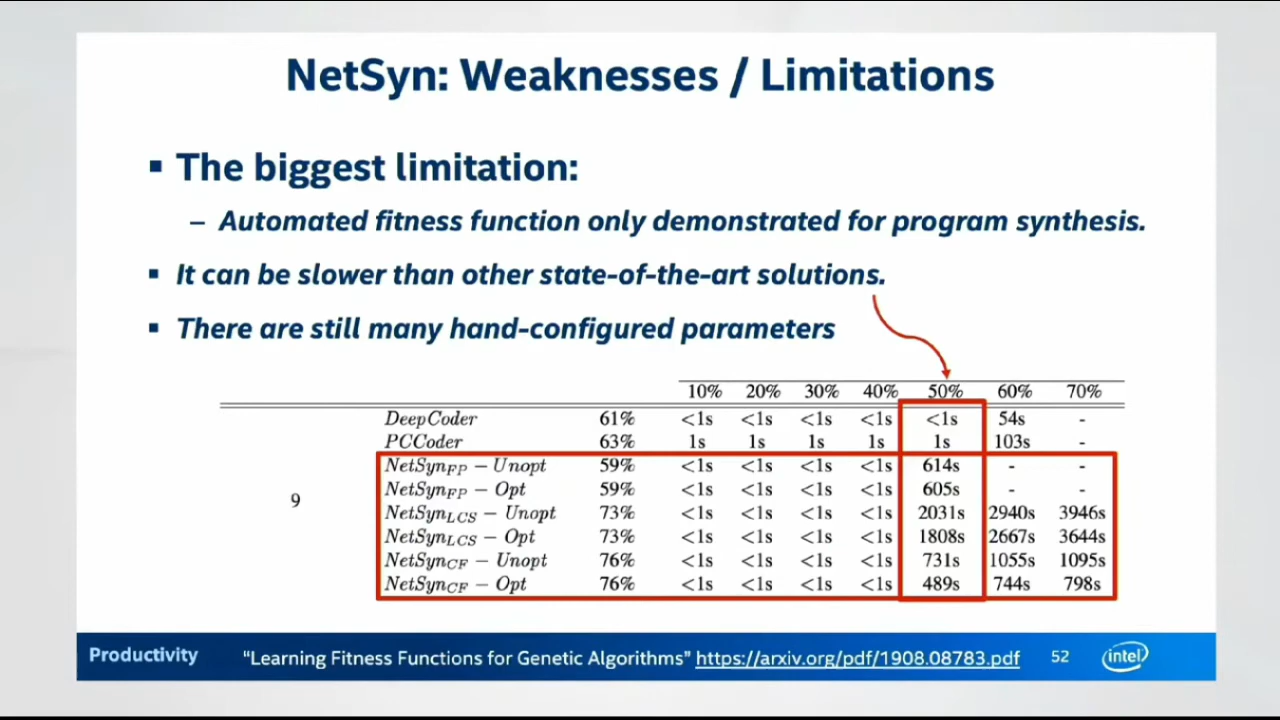 NetSyn: Weaknesses / Limitations
▪ The biggest limitation:
– Automated fitness function only demonstrated for program synthesis.
▪ It can be slower than other state-of-the-art solutions.
▪ There are still many hand-configured parameters
10% 20% 30% 40% 50% 60% 70%
DeepCoder 61% <1s <1s <1s <1s <1s 54s -
PCCoder 63% 1s 1s 1s 1s 1s 103s -
NetSynFP − Unopt 59% <1s <1s <1s <1s 614s - -
9 NetSynFP − Opt 59% <1s <1s <1s <1s 605s - -
NetSynLCS − Unopt 73% <1s <1s <1s <1s 2031s 2940s 3946s
NetSynLCS − Opt 73% <1s <1s <1s <1s 1808s 2667s 3644s
NetSynCF − Unopt 76% <1s <1s <1s <1s 731s 1055s 1095s
NetSynCF − Opt 76% <1s <1s <1s <1s 489s 744s 798s
Productivity "Learning Fitness Functions for Genetic Algorithms" https://arxiv.org/pdf/1908.08783.pdf 52 intel